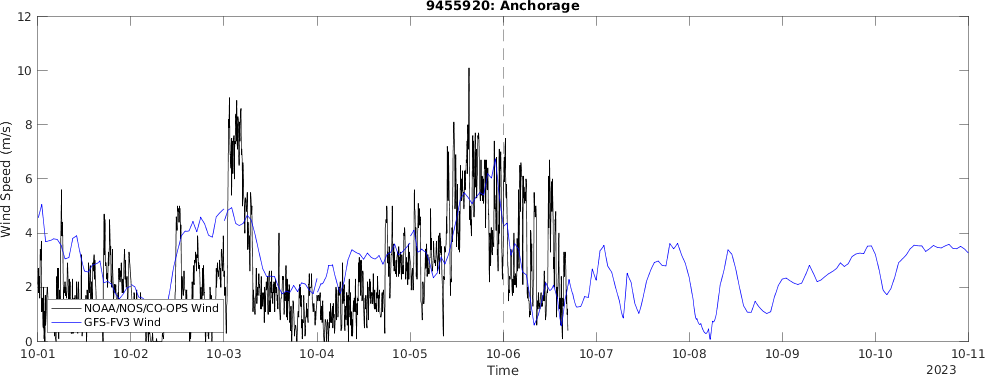 9455920: Anchorage
12
10
8
6
4
2
0
Wind Speed (m/s)
NOAA/NOS/CO-OPS Wind
GFS-FV3 Wind
10-01 10-02 10-03 10-04 10-05 10-06 10-07 10-08 10-09 10-10 10-11
Time
2023